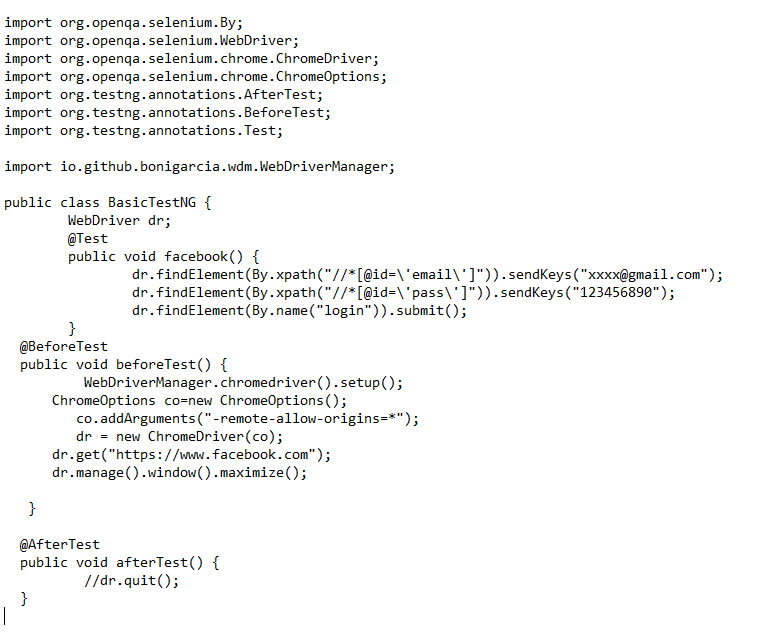 import org.openqa.selenium.By;
import org.openqa.selenium.WebDriver;
import org.openqa.selenium.chrome.ChromeDriver;
import org.openqa.selenium.chrome.ChromeOptions;
import org.testng.annotations.AfterTest;
import org.testng.annotations.BeforeTest;
import org.testng.annotations.Test;

import io.github.bonigarcia.wdm.WebDriverManager;

public class BasicTestNG {
        WebDriver dr;
        @Test
        public void facebook() {
                dr.findElement(By.xpath("//*[@id=\'email\']")).sendKeys("xxxx@gmail.com");
                dr.findElement(By.xpath("//*[@id=\'pass\']")).sendKeys("123456890");
                dr.findElement(By.name("login")).submit();
        }
  @BeforeTest
  public void beforeTest() {
          WebDriverManager.chromedriver().setup();
      ChromeOptions co=new ChromeOptions();
         co.addArguments("-remote-allow-origins=*");
         dr = new ChromeDriver(co);
      dr.get("https://www.facebook.com");
      dr.manage().window().maximize();

   }

  @AfterTest
  public void afterTest() {
          //dr.quit();
  }